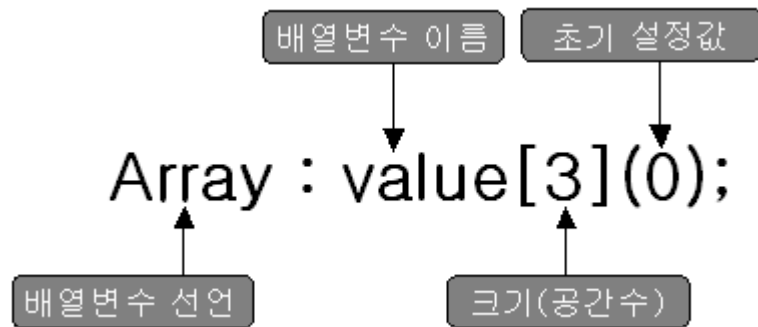 배열변수 이름
초기 설정값
Array : value[3](0);
배열변수 선언
크기(공간수)